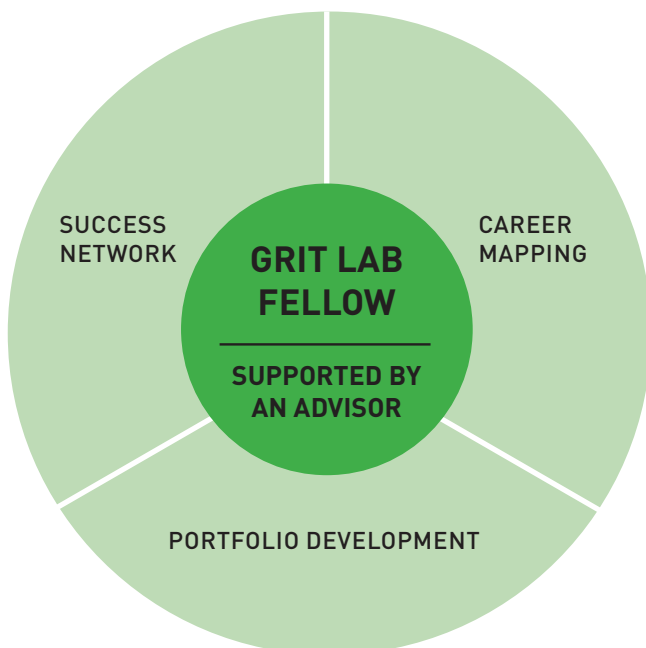 SUCCESS
NETWORK
CAREER
MAPPING
GRIT LAB
FELLOW
SUPPORTED BY
AN ADVISOR
PORTFOLIO DEVELOPMENT